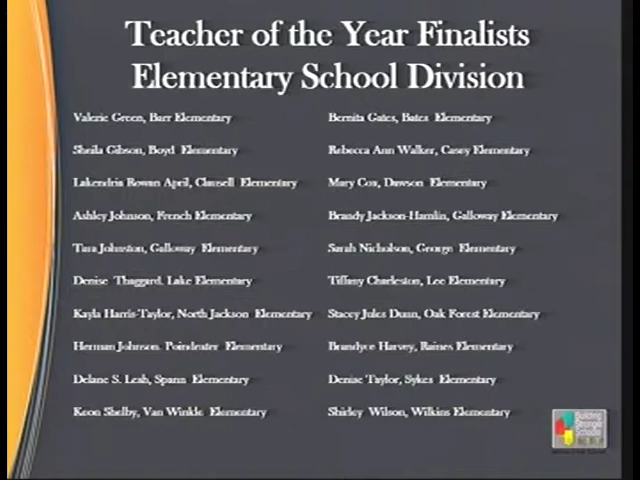 Teacher of the Year Finalists
Elementary School Division
Valerie Green, Barr Elementary
Sheila Gibson, Boyd Elementary
Lakendria Rowan April, Clausell Elementary
Ashley Johnson, French Elementary
Tara Johnston, Galloway Elementary
Denise Thaggard. Lake Elementary
Kayla Harris-Taylor, North Jackson Elementary
Herman Johnson. Poindexter Elementary
Delane S. Leah, Spann Elementary
Keon Shelby, Van Winkle Elementary
Bernita Gates, Bates Elementary
Rebecca Ann Walker, Casey Elementary
Mary Cox, Dawson Elementary
Brandy Jackson-Hamlin, Galloway Elementary
Sarah Nicholson, George Elementary
Tiffany Charleston, Lee Elementary
Stacey Jules Dunn, Oak Forest Elementary
Brandyce Harvey, Raines Elementary
Denise Taylor, Sykes Elementary
Shirley Wilson, Wilkins Elementary
Building
Stronger
Schools